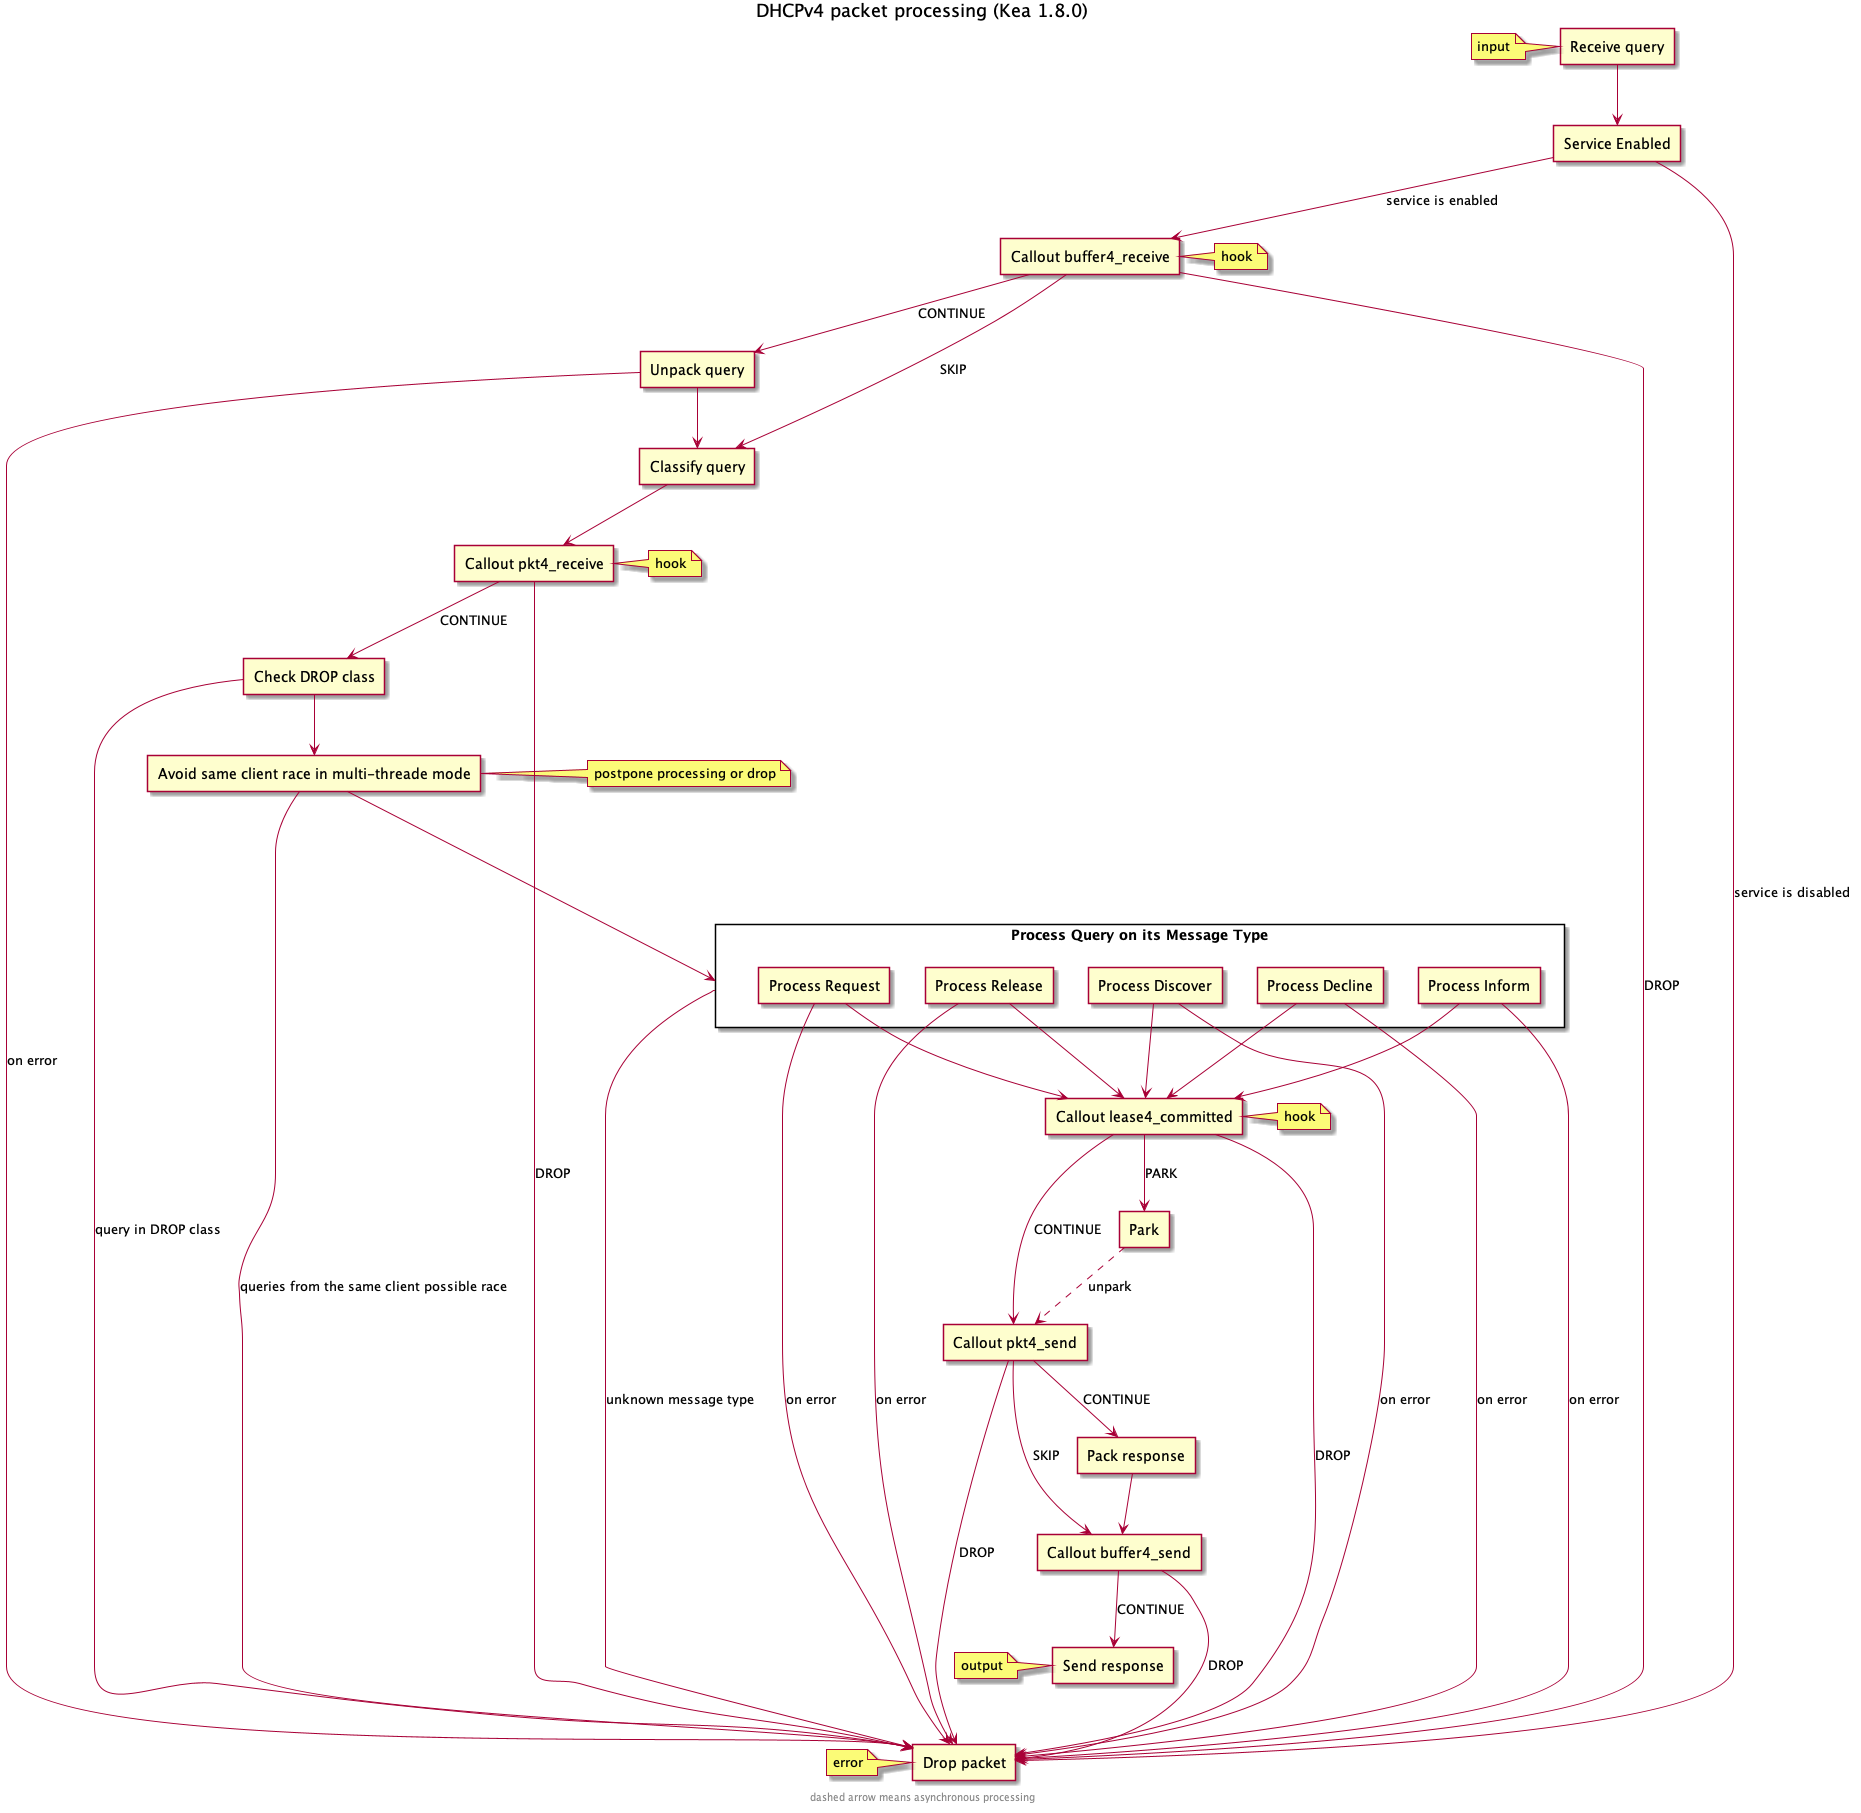 DHCPv4 packet processing (Kea 1.8.0)
input
Receive query
Service Enabled
service is enabled
Callout buffer4_receive
hook
CONTINUE
Unpack query
SKIP
Classify query
Callout pkt4_receive
hook
CONTINUE
Check DROP class
Avoid same client race in multi-threade mode
postpone processing or drop
service is disabled
Process Query on its Message Type
Process Request
Process Release
Process Discover
Process Decline
Process Inform
DROP
on error
Callout lease4_committed
hook
DROP
PARK
query in DROP class
CONTINUE
Park
queries from the same client possible race
unpark
Callout pkt4_send
unknown message type
on error
on error
CONTINUE
on error
on error
on error
SKIP
Pack response
DROP
DROP
Callout buffer4_send
CONTINUE
output
Send response
DROP
error
Drop packet
dashed arrow means asynchronous processing